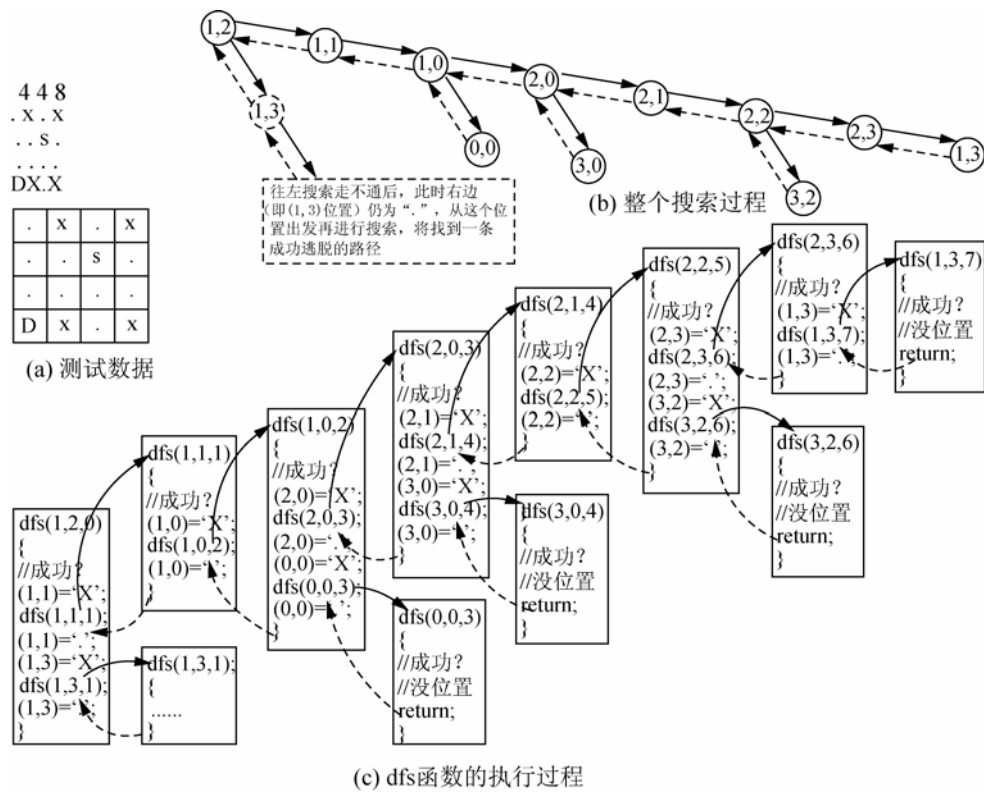 4 4 8
. X . X
. . S .
. . . .
DX.X
. X . X
. . S .
. . . .
D X . X
(a) 测试数据
1,2
1,1
1,0
2,0
2,1
2,2
2,3
1,3
1,3
0,0
3,0
3,2
往左搜索走不通后，此时右边
(即(1,3)位置) 仍为“.”，从这个位
置出发再进行搜索，将找到一条
成功逃脱的路径
(b) 整个搜索过程
dfs(1,2,0)
{
//成功?
(1,1)=‘X’;
dfs(1,1,1);
(1,1)=‘.’;
(1,3)=‘X’;
dfs(1,3,1);
(1,3)=‘.’;
}
dfs(1,1,1)
{
//成功?
(1,0)=‘X’;
dfs(1,0,2);
(1,0)=‘.’;
}
dfs(1,3,1);
{
......
}
dfs(1,0,2)
{
//成功?
(2,0)=‘X’;
dfs(2,0,3);
(2,0)=‘.’;
(0,0)=‘X’;
dfs(0,0,3);
(0,0)=‘.’;
}
dfs(2,0,3)
{
//成功?
(2,1)=‘X’;
dfs(2,1,4);
(2,1)=‘.’;
(3,0)=‘X’;
dfs(3,0,4);
(3,0)=‘.’;
}
dfs(0,0,3)
{
//成功?
//没位置
return;
}
dfs(2,1,4)
{
//成功?
(2,2)=‘X’;
dfs(2,2,5);
(2,2)=‘.’;
}
dfs(3,0,4)
{
//成功?
//没位置
return;
}
dfs(2,2,5)
{
//成功?
(2,3)=‘X’;
dfs(2,3,6);
(2,3)=‘.’;
(3,2)=‘X’;
dfs(3,2,6);
(3,2)=‘.’;
}
dfs(2,3,6)
{
//成功?
(1,3)=‘X’;
dfs(1,3,7);
(1,3)=‘.’;
}
dfs(3,2,6)
{
//成功?
//没位置
return;
}
dfs(1,3,7)
{
//成功?
//没位置
return;
}
(c) dfs函数的执行过程